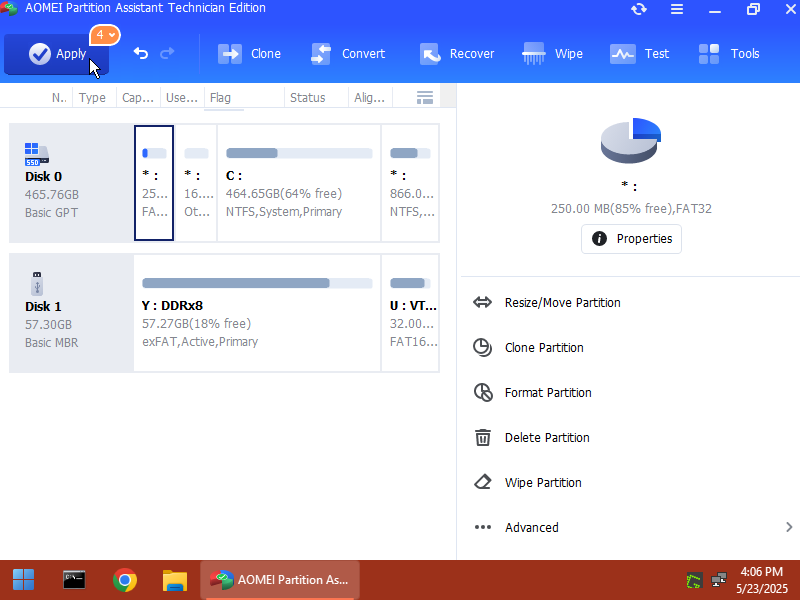 AOMEI Partition Assistant Technician Edition
Apply
4
Clone
Convert
Recover
Wipe
Test
Tools
N..
Type
Cap...
Use...
Flag
Status
Alig...
SSD
Disk 0
465.76GB
Basic GPT
* :
25...
FA...
* :
16....
Ot...
C :
464.65GB(64% free)
NTFS,System,Primary
* :
866.0...
NTFS,...
Disk 1
57.30GB
Basic MBR
Y : DDRx8
57.27GB(18% free)
exFAT,Active,Primary
U : VT...
32.00...
FAT16...
* :
250.00 MB(85% free),FAT32
Properties
Resize/Move Partition
Clone Partition
Format Partition
Delete Partition
Wipe Partition
Advanced
AOMEI Partition As...
4:06 PM
5/23/2025